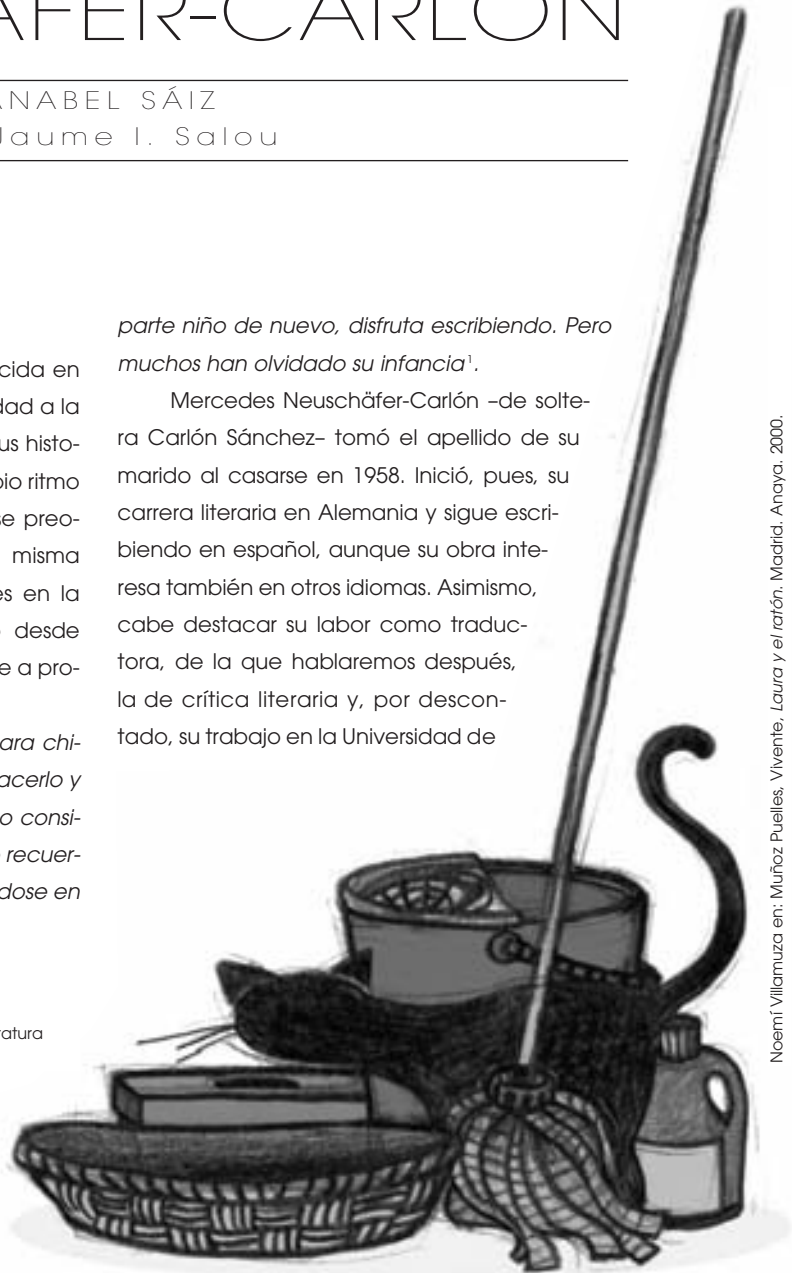 ÄFER-CARLÓN
ANABEL SÁIZ
Jaume I. Salou
cida en
dad a la
us histo-
pio ritmo
se preo-
misma
es en la
desde
e a pro-
ara chi-
acerlo y
o consi-
recuer-
dose en
ratura
parte niño de nuevo, disfruta escribiendo. Pero
muchos han olvidado su infancia¹.
Mercedes Neuschäfer-Carlón –de solte-
ra Carlón Sánchez– tomó el apellido de su
marido al casarse en 1958. Inició, pues, su
carrera literaria en Alemania y sigue escri-
biendo en español, aunque su obra inte-
resa también en otros idiomas. Asimismo,
cabe destacar su labor como traduc-
tora, de la que hablaremos después,
la de crítica literaria y, por descon-
tado, su trabajo en la Universidad de
Noemí Villamuza en: Muñoz Puelles, Vivente, Laura y el ratón. Madrid. Anaya. 2000.